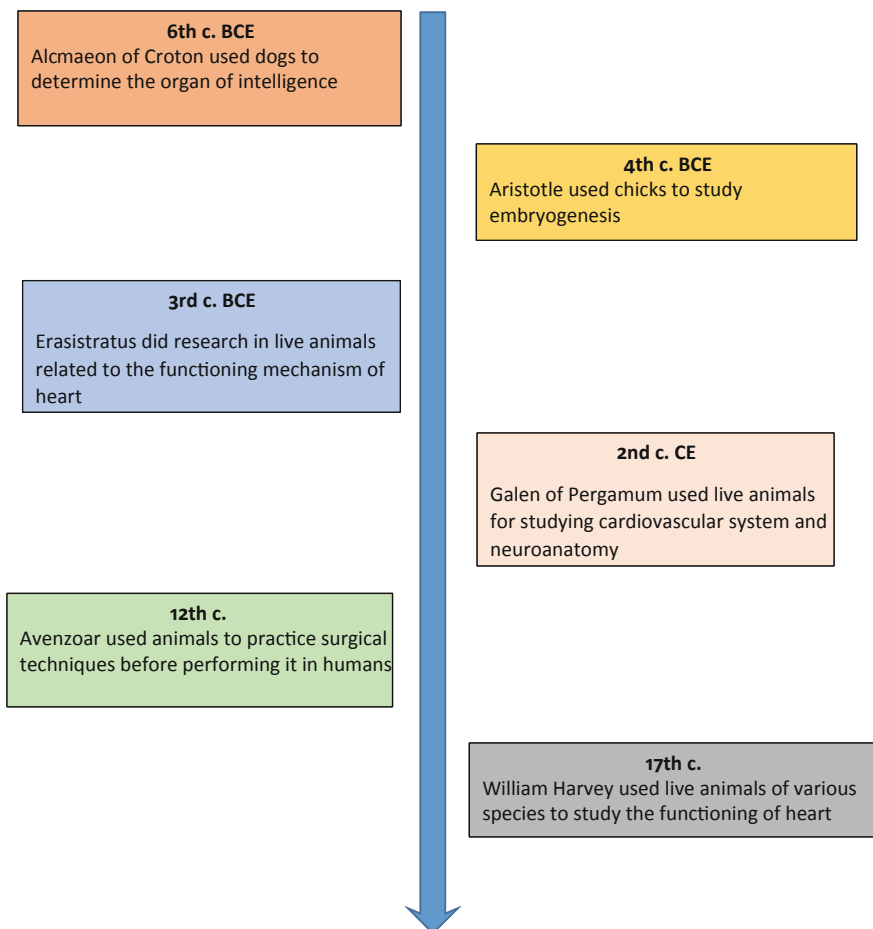 6th c. BCE
Alcmaeon of Croton used dogs to
determine the organ of intelligence
4th c. BCE
Aristotle used chicks to study
embryogenesis
3rd c. BCE
Erasistratus did research in live animals
related to the functioning mechanism of
heart
2nd c. CE
Galen of Pergamum used live animals
for studying cardiovascular system and
neuroanatomy
12th c.
Avenzoar used animals to practice surgical
techniques before performing it in humans
17th c.
William Harvey used live animals of various
species to study the functioning of heart